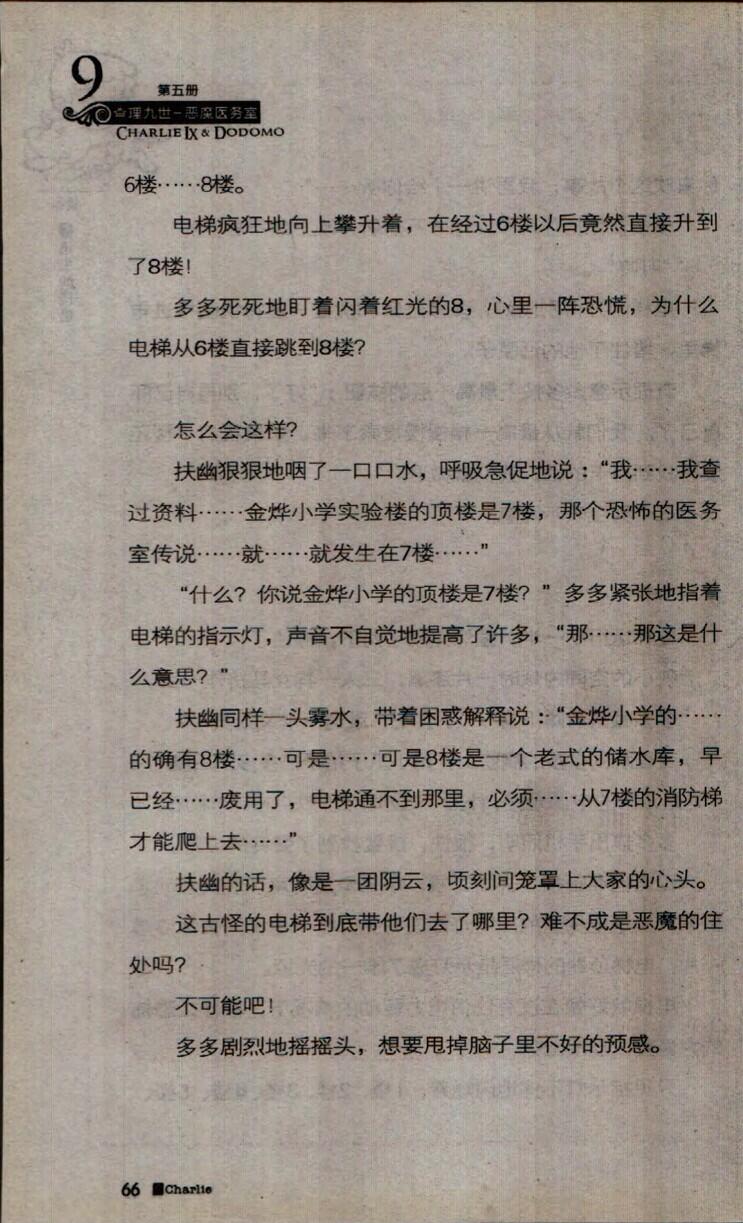 9
第五册
查理九世-恶魔医务室
CHARLIE IX & DODOMO
6楼……8楼。
电梯疯狂地向上攀升着，在经过6楼以后竟然直接升到
了8楼！
多多死死地盯着闪着红光的8，心里一阵恐慌，为什么
电梯从6楼直接跳到8楼？
怎么会这样？
扶幽狠狠地咽了一口口水，呼吸急促地说：“我……我查
过资料……金烨小学实验楼的顶楼是7楼，那个恐怖的医务
室传说……就……就发生在7楼……”
“什么？你说金烨小学的顶楼是7楼？”多多紧张地指着
电梯的指示灯，声音不自觉地提高了许多，“那……那这是什
么意思？”
扶幽同样一头雾水，带着困惑解释说：“金烨小学的……
的确有8楼……可是……可是8楼是一个老式的储水库，早
已经……废用了，电梯通不到那里，必须……从7楼的消防梯
才能爬上去……”
扶幽的话，像是一团阴云，顷刻间笼罩上大家的心头。
这古怪的电梯到底带他们去了哪里？难不成是恶魔的住
处吗？
不可能吧！
多多剧烈地摇摇头，想要甩掉脑子里不好的预感。
66 Charlie